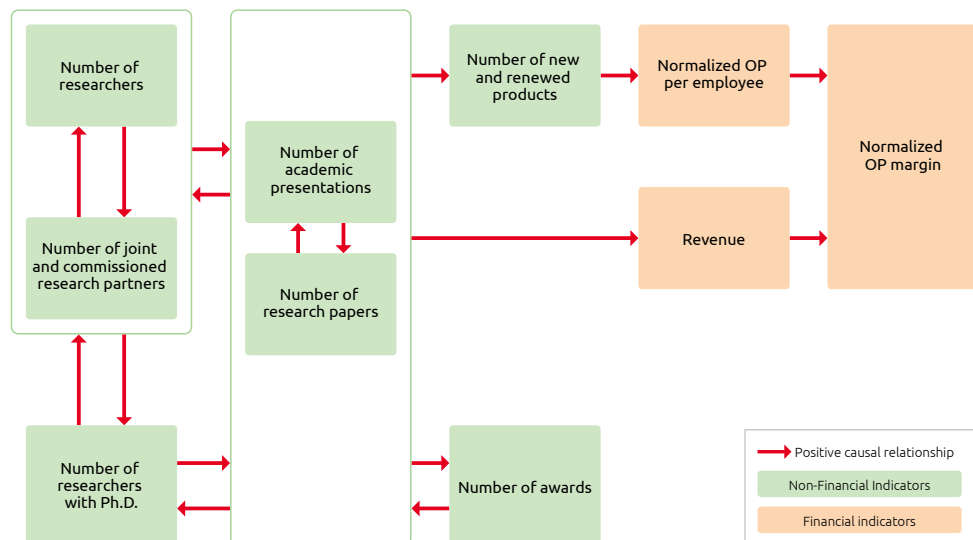 Number of
researchers
Number of joint
and commissioned
research partners
Number of
researchers
with Ph.D.
Number of
academic
presentations
Number of
research papers
Number of new
and renewed
products
Normalized OP
per employee
Normalized
OP margin
Revenue
Number of awards
Positive causal relationship
Non-Financial Indicators
Financial indicators